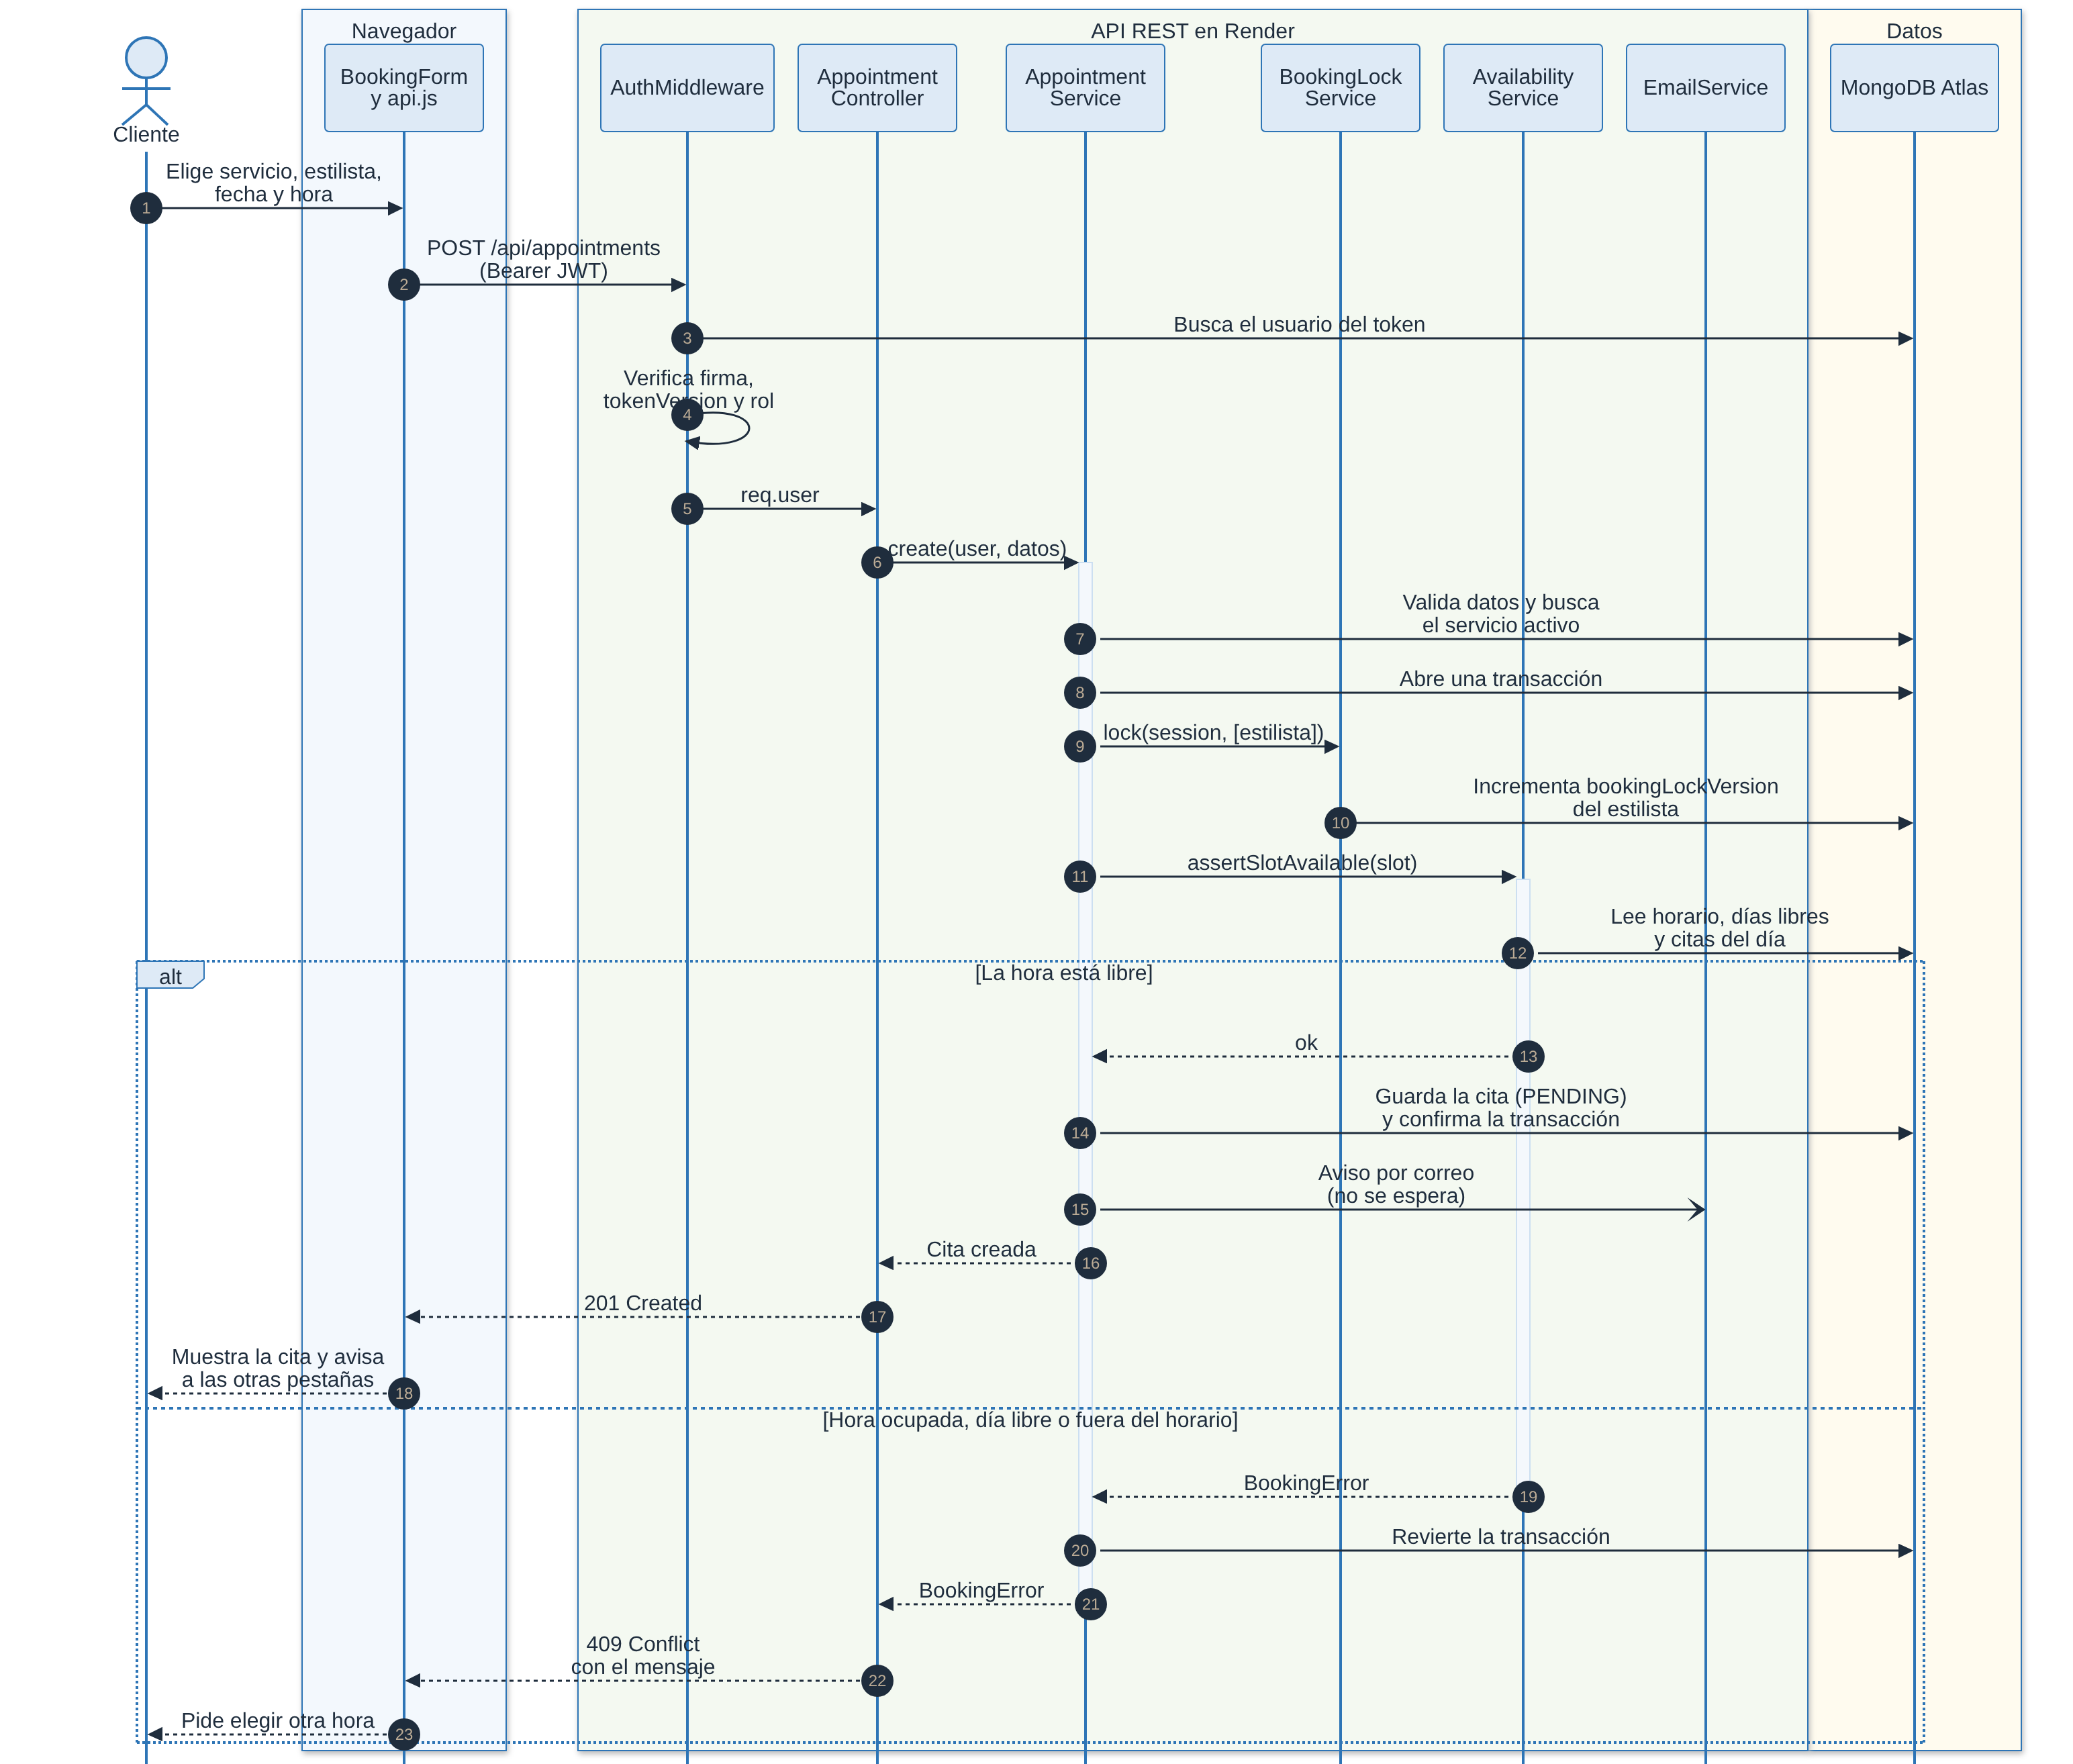 Navegador
API REST en Render
Datos
Cliente
BookingForm
y api.js
AuthMiddleware
Appointment
Controller
Appointment
Service
BookingLock
Service
Availability
Service
EmailService
MongoDB Atlas
Elige servicio, estilista,
fecha y hora
1
POST /api/appointments
(Bearer JWT)
2
Busca el usuario del token
3
Verifica firma,
tokenVersion y rol
4
req.user
5
create(user, datos)
6
Valida datos y busca
el servicio activo
7
Abre una transacción
8
lock(session, [estilista])
9
Incrementa bookingLockVersion
del estilista
10
assertSlotAvailable(slot)
11
Lee horario, días libres
y citas del día
12
alt
[La hora está libre]
ok
13
Guarda la cita (PENDING)
y confirma la transacción
14
Aviso por correo
(no se espera)
15
Cita creada
16
201 Created
17
Muestra la cita y avisa
a las otras pestañas
18
[Hora ocupada, día libre o fuera del horario]
BookingError
19
Revierte la transacción
20
BookingError
21
409 Conflict
con el mensaje
22
Pide elegir otra hora
23